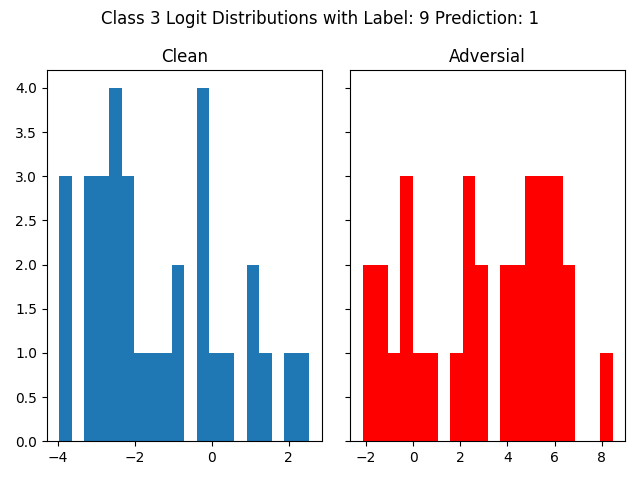 Class 3 Logit Distributions with Label: 9 Prediction: 1
Clean
Adversial
4.0
3.5
3.0
2.5
2.0
1.5
1.0
0.5
0.0
−4 −2 0 2
−2 0 2 4 6 8